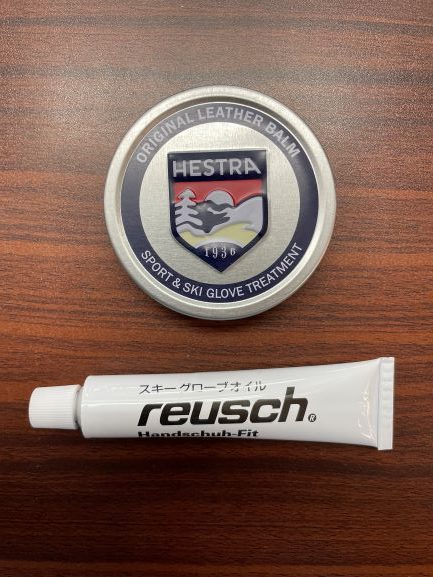 ORIGINAL LEATHER BALM
HESTRA
1936
SPORT & SKI GLOVE TREATMENT
スキーグローブオイル
reusch®
Handschuh-Fit